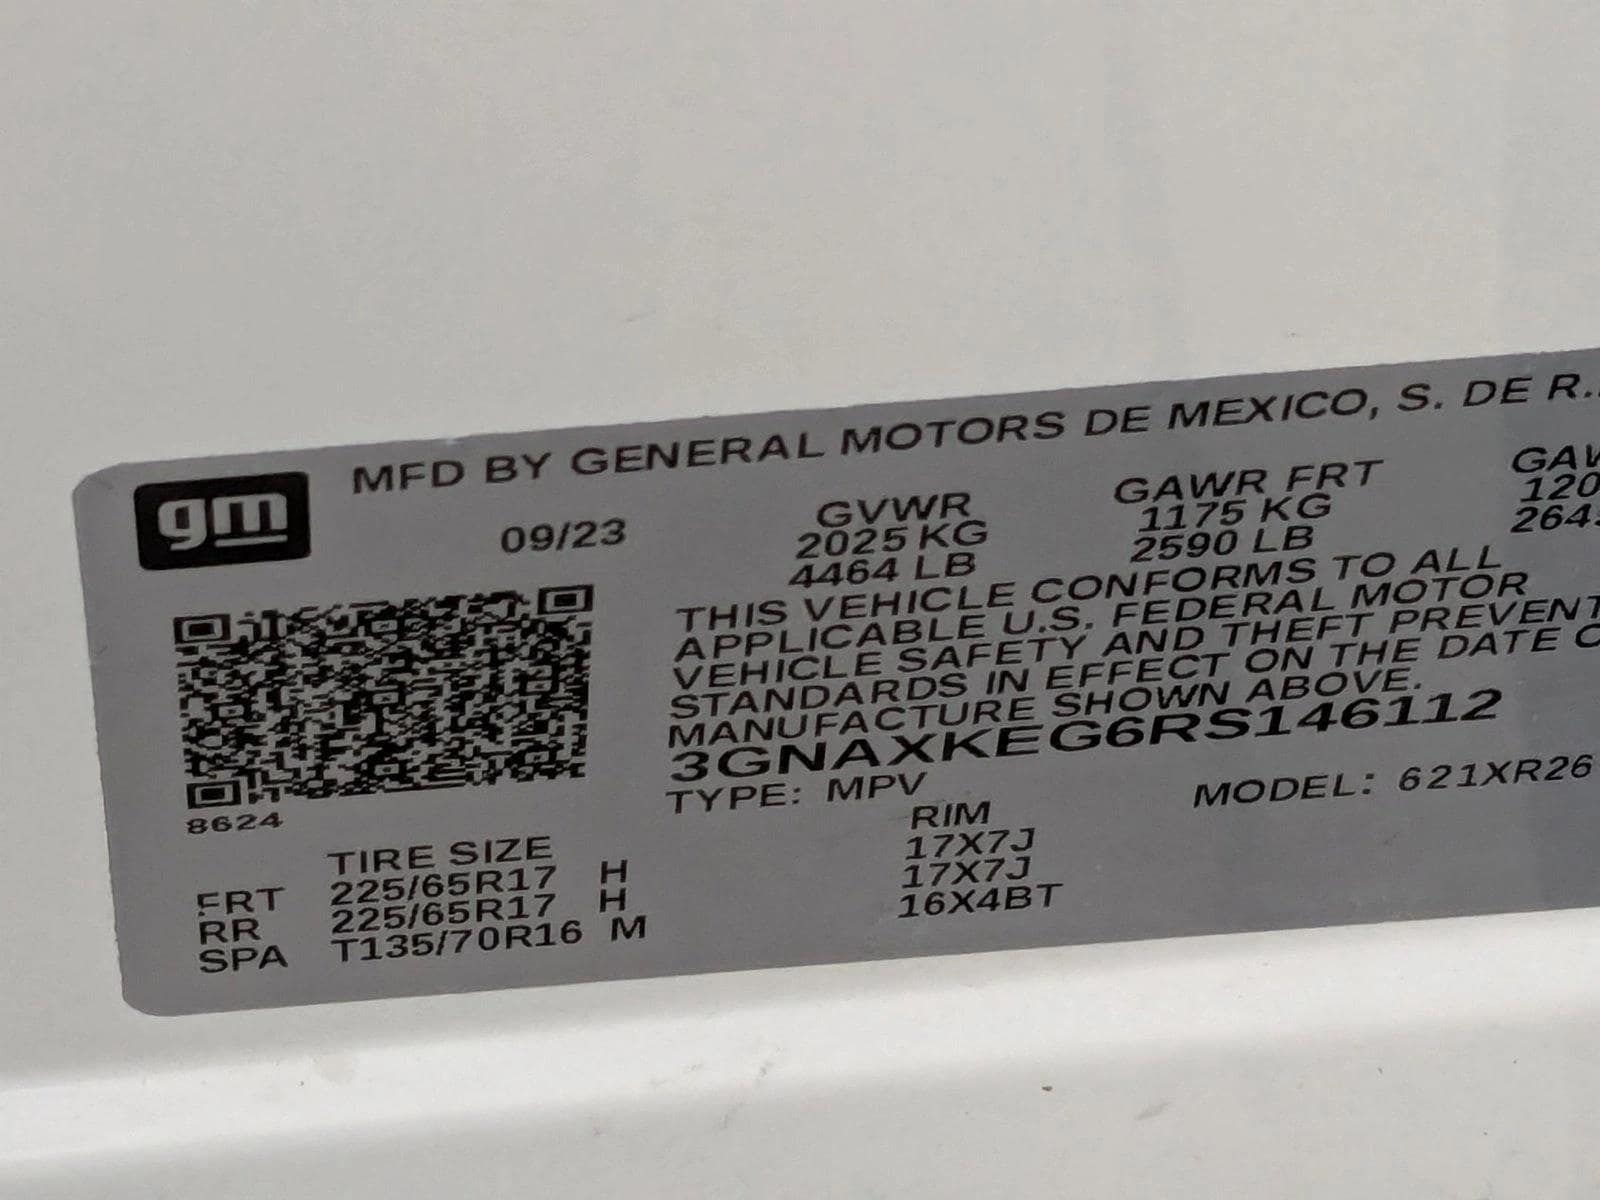 gm
MFD BY GENERAL MOTORS DE MEXICO, S. DE R.
09/23
GVWR
2025 KG
4464 LB
GAWR FRT
1175 KG
2590 LB
GAW
120
264
THIS VEHICLE CONFORMS TO ALL
APPLICABLE U.S. FEDERAL MOTOR
VEHICLE SAFETY AND THEFT PREVENT
STANDARDS IN EFFECT ON THE DATE O
MANUFACTURE SHOWN ABOVE.
3GNAXKEG6RS146112
TYPE: MPV
MODEL: 621XR26
8624
TIRE SIZE RIM
FRT 225/65R17 H 17X7J
RR 225/65R17 H 17X7J
SPA T135/70R16 M 16X4BT